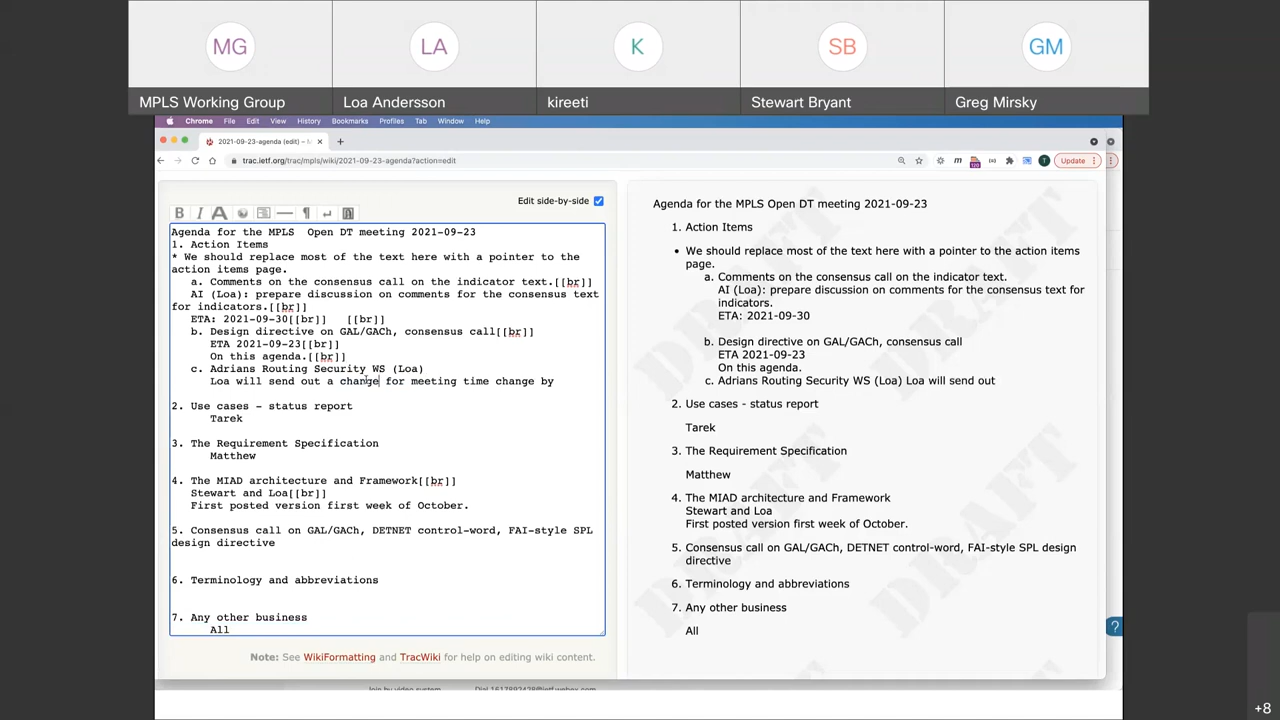 MG
LA
K
SB
GM
MPLS Working Group
Loa Andersson
kireeti
Stewart Bryant
Greg Mirsky
Chrome File Edit View History Bookmarks Profiles Tab Window Help
2021-09-23-agenda (edit) –
trac.ietf.org/trac/mpls/wiki/2021-09-23-agenda?action=edit
Update
Edit side-by-side
B I A
Agenda for the MPLS  Open DT meeting 2021-09-23
1. Action Items
* We should replace most of the text here with a pointer to the
action items page.
a. Comments on the consensus call on the indicator text.[[br]]
AI (Loa): prepare discussion on comments for the consensus text
for indicators.[[br]]
ETA: 2021-09-30[[br]]   [[br]]
b. Design directive on GAL/GACh, consensus call[[br]]
ETA 2021-09-23[[br]]
On this agenda.[[br]]
c. Adrians Routing Security WS (Loa)
Loa will send out a change for meeting time change by
2. Use cases - status report
Tarek
3. The Requirement Specification
Matthew
4. The MIAD architecture and Framework[[br]]
Stewart and Loa[[br]]
First posted version first week of October.
5. Consensus call on GAL/GACh, DETNET control-word, FAI-style SPL
design directive
6. Terminology and abbreviations
7. Any other business
All
Note: See WikiFormatting and TracWiki for help on editing wiki content.
Agenda for the MPLS Open DT meeting 2021-09-23
1. Action Items
• We should replace most of the text here with a pointer to the action items
page.
a. Comments on the consensus call on the indicator text.
AI (Loa): prepare discussion on comments for the consensus text for
indicators.
ETA: 2021-09-30
b. Design directive on GAL/GACh, consensus call
ETA 2021-09-23
On this agenda.
c. Adrians Routing Security WS (Loa) Loa will send out
2. Use cases - status report
Tarek
3. The Requirement Specification
Matthew
4. The MIAD architecture and Framework
Stewart and Loa
First posted version first week of October.
5. Consensus call on GAL/GACh, DETNET control-word, FAI-style SPL design
directive
6. Terminology and abbreviations
7. Any other business
All
DRAFT
DRAFT
DRAFT
DRAFT
?
+8